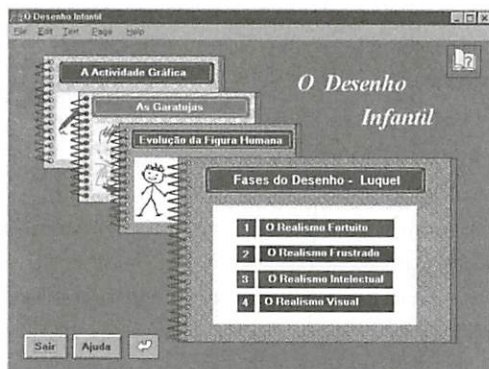 O Desenho Infantil
File Edit Text Page Help
A Actividade Gráfica
As Garatujas
Evolução da Figura Humana
O Desenho
Infantil
Fases do Desenho - Luquel
1 O Realismo Fortuito
2 O Realismo Frustrado
3 O Realismo Intelectual
4 O Realismo Visual
Sair Ajuda